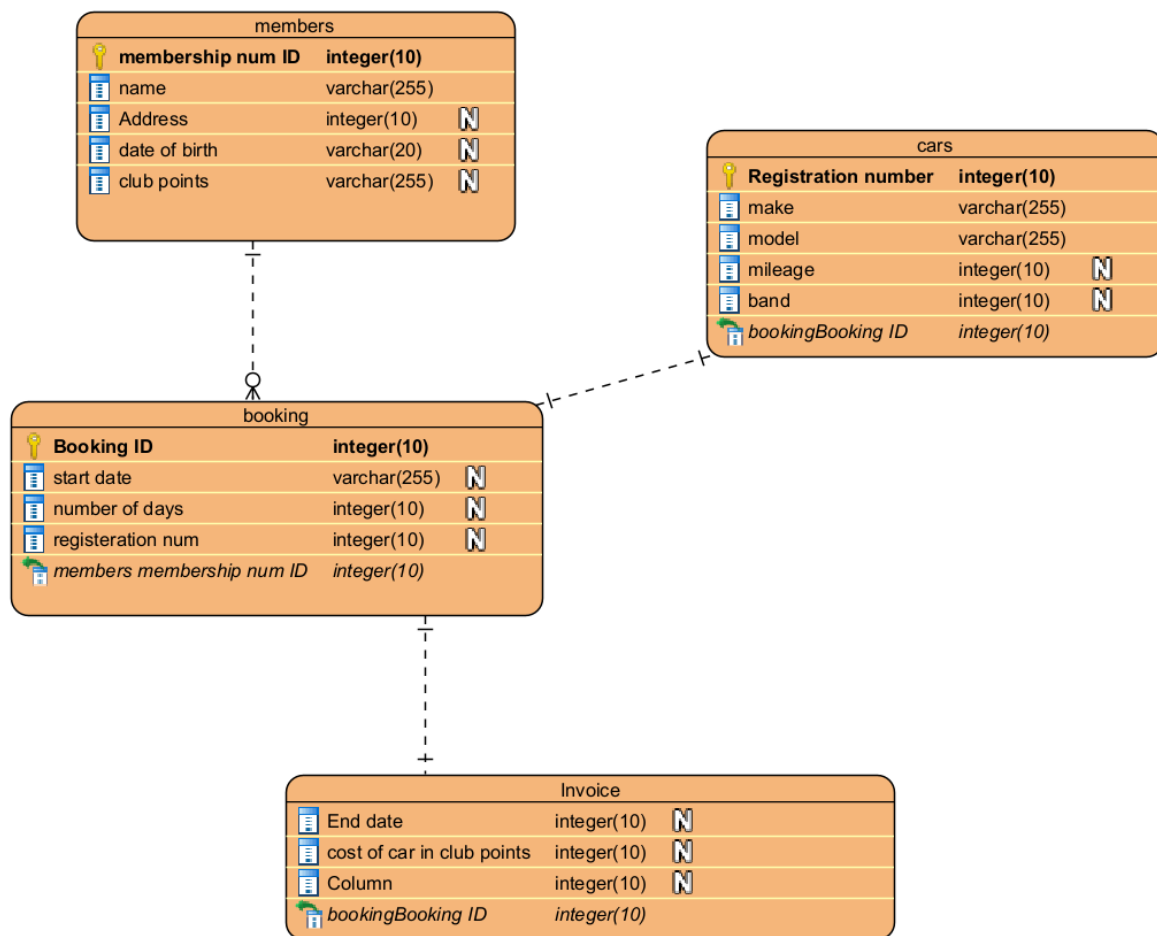 members
membership num ID integer(10)
name varchar(255)
Address integer(10) N
date of birth varchar(20) N
club points varchar(255) N
cars
Registration number integer(10)
make varchar(255)
model varchar(255)
mileage integer(10) N
band integer(10) N
bookingBooking ID integer(10)
booking
Booking ID integer(10)
start date varchar(255) N
number of days integer(10) N
registeration num integer(10) N
members membership num ID integer(10)
Invoice
End date integer(10) N
cost of car in club points integer(10) N
Column integer(10) N
bookingBooking ID integer(10)